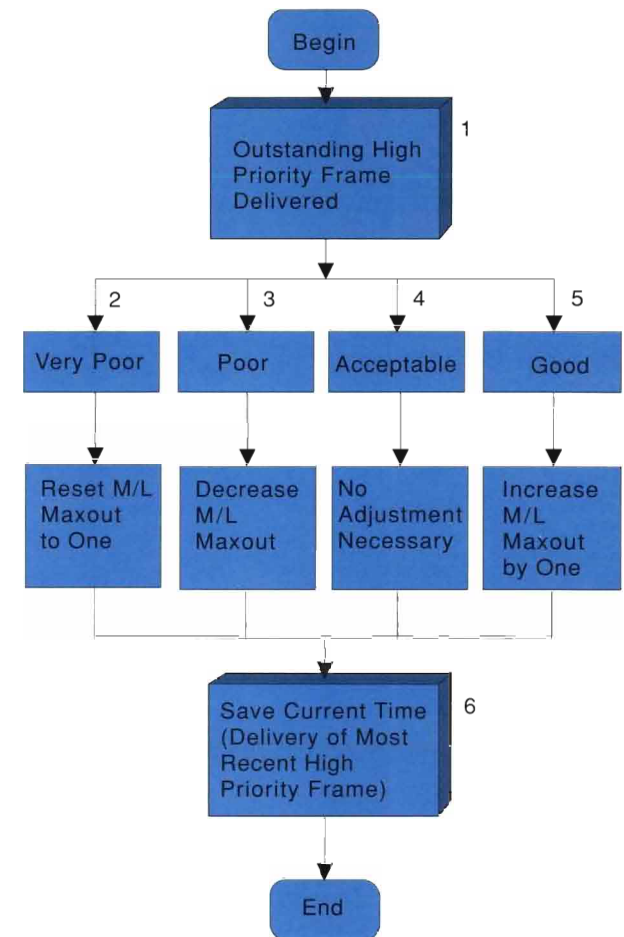 Begin
1
Outstanding High
Priority Frame
Delivered
2
3
4
5
Very Poor
Poor
Acceptable
Good
Reset M/L
Maxout
to One
Decrease
M/L
Maxout
No
Adjustment
Necessary
Increase
M/L
Maxout
by One
6
Save Current Time
(Delivery of Most
Recent High
Priority Frame)
End